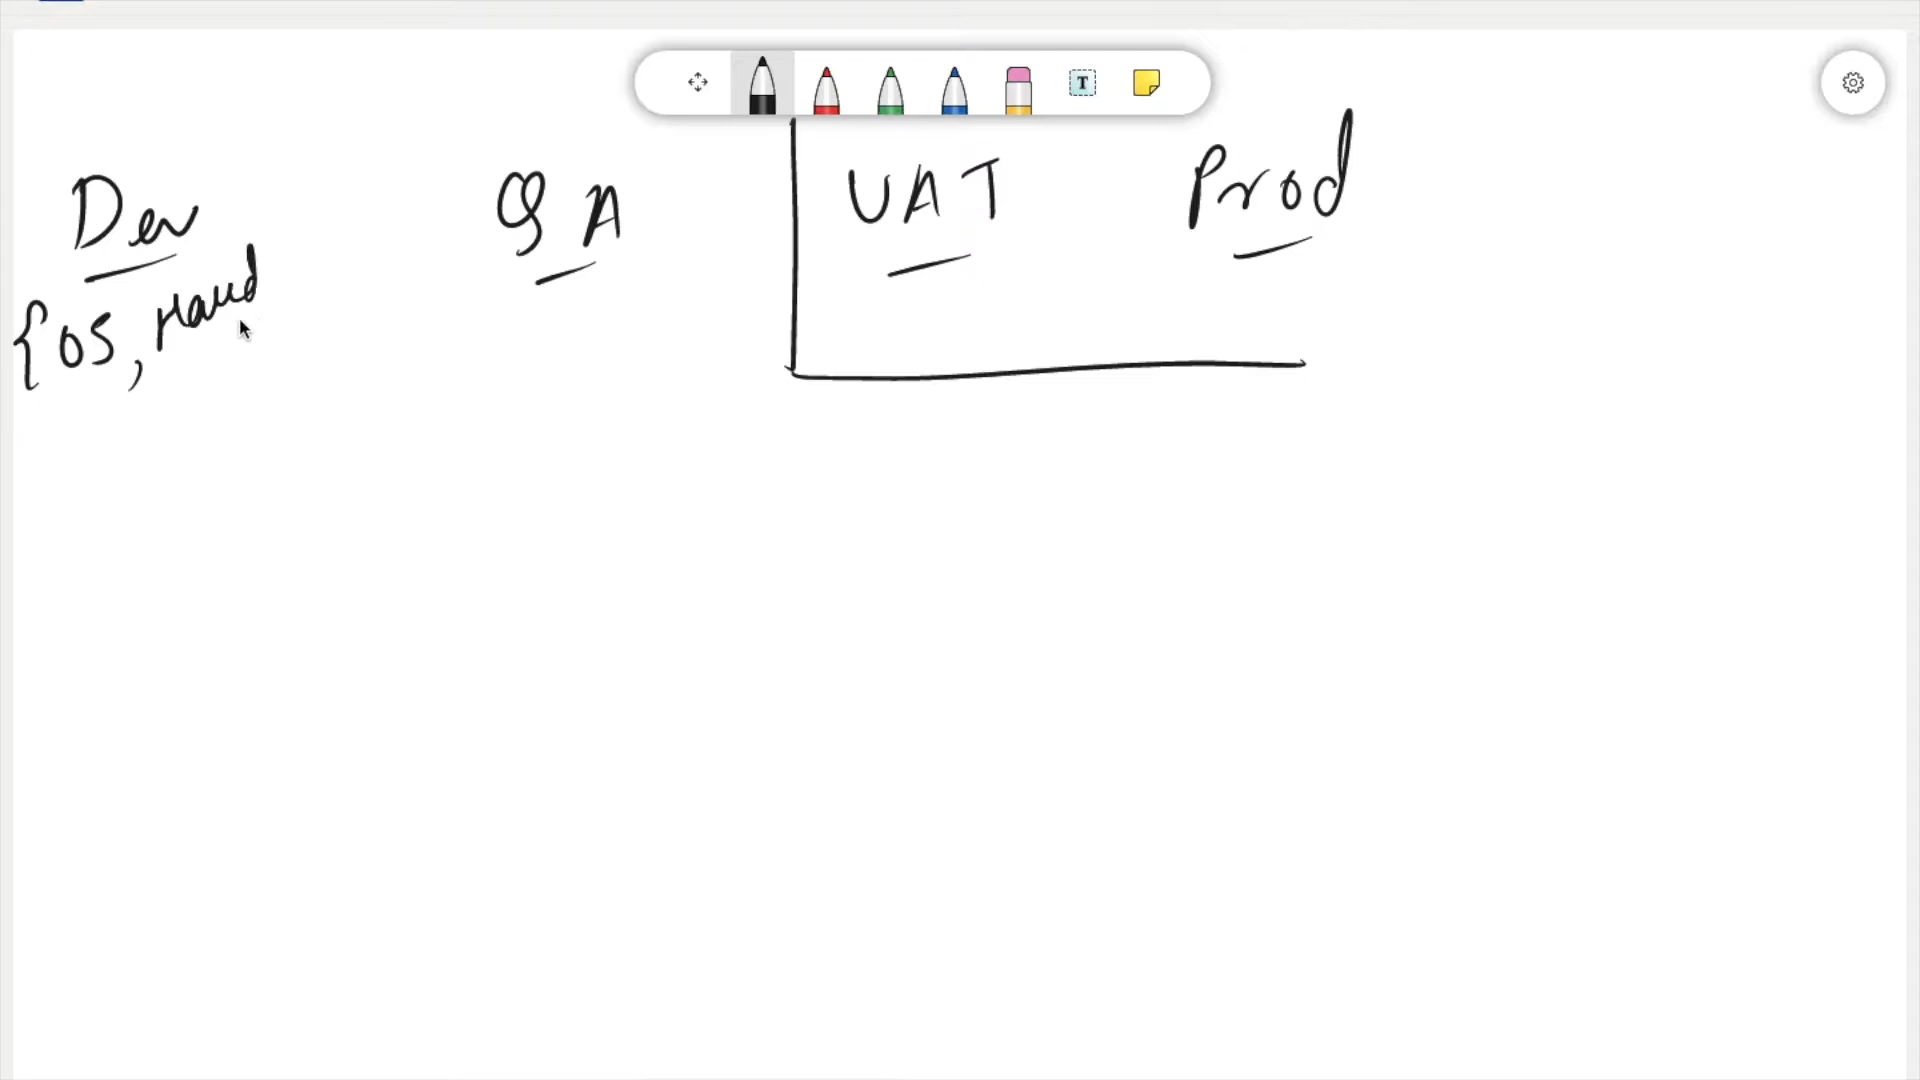 Dev QA UAT Prod
{OS, Hard
T